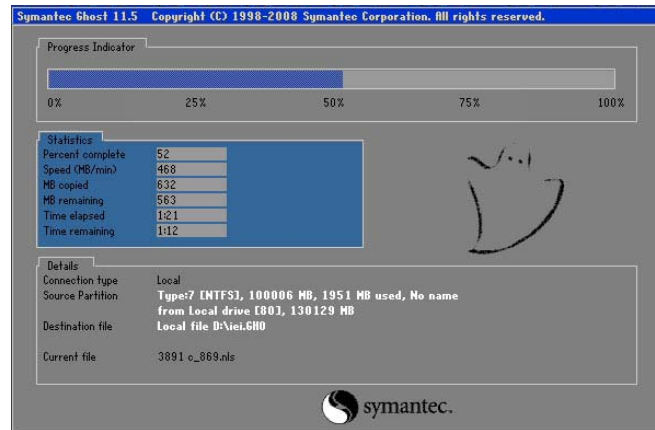 Symantec Ghost 11.5 Copyright (C) 1998-2008 Symantec Corporation. All rights reserved.
Progress Indicator
0% 25% 50% 75% 100%
Statistics
Percent complete 52
Speed (MB/min) 468
MB copied 632
MB remaining 563
Time elapsed 1:21
Time remaining 1:12
Details
Connection type Local
Source Partition Type:7 [NTFS], 100006 MB, 1951 MB used, No name
from Local drive [80], 130129 MB
Destination file Local file D:\iei.GHO
Current file 3891 c_869.nls
symantec.